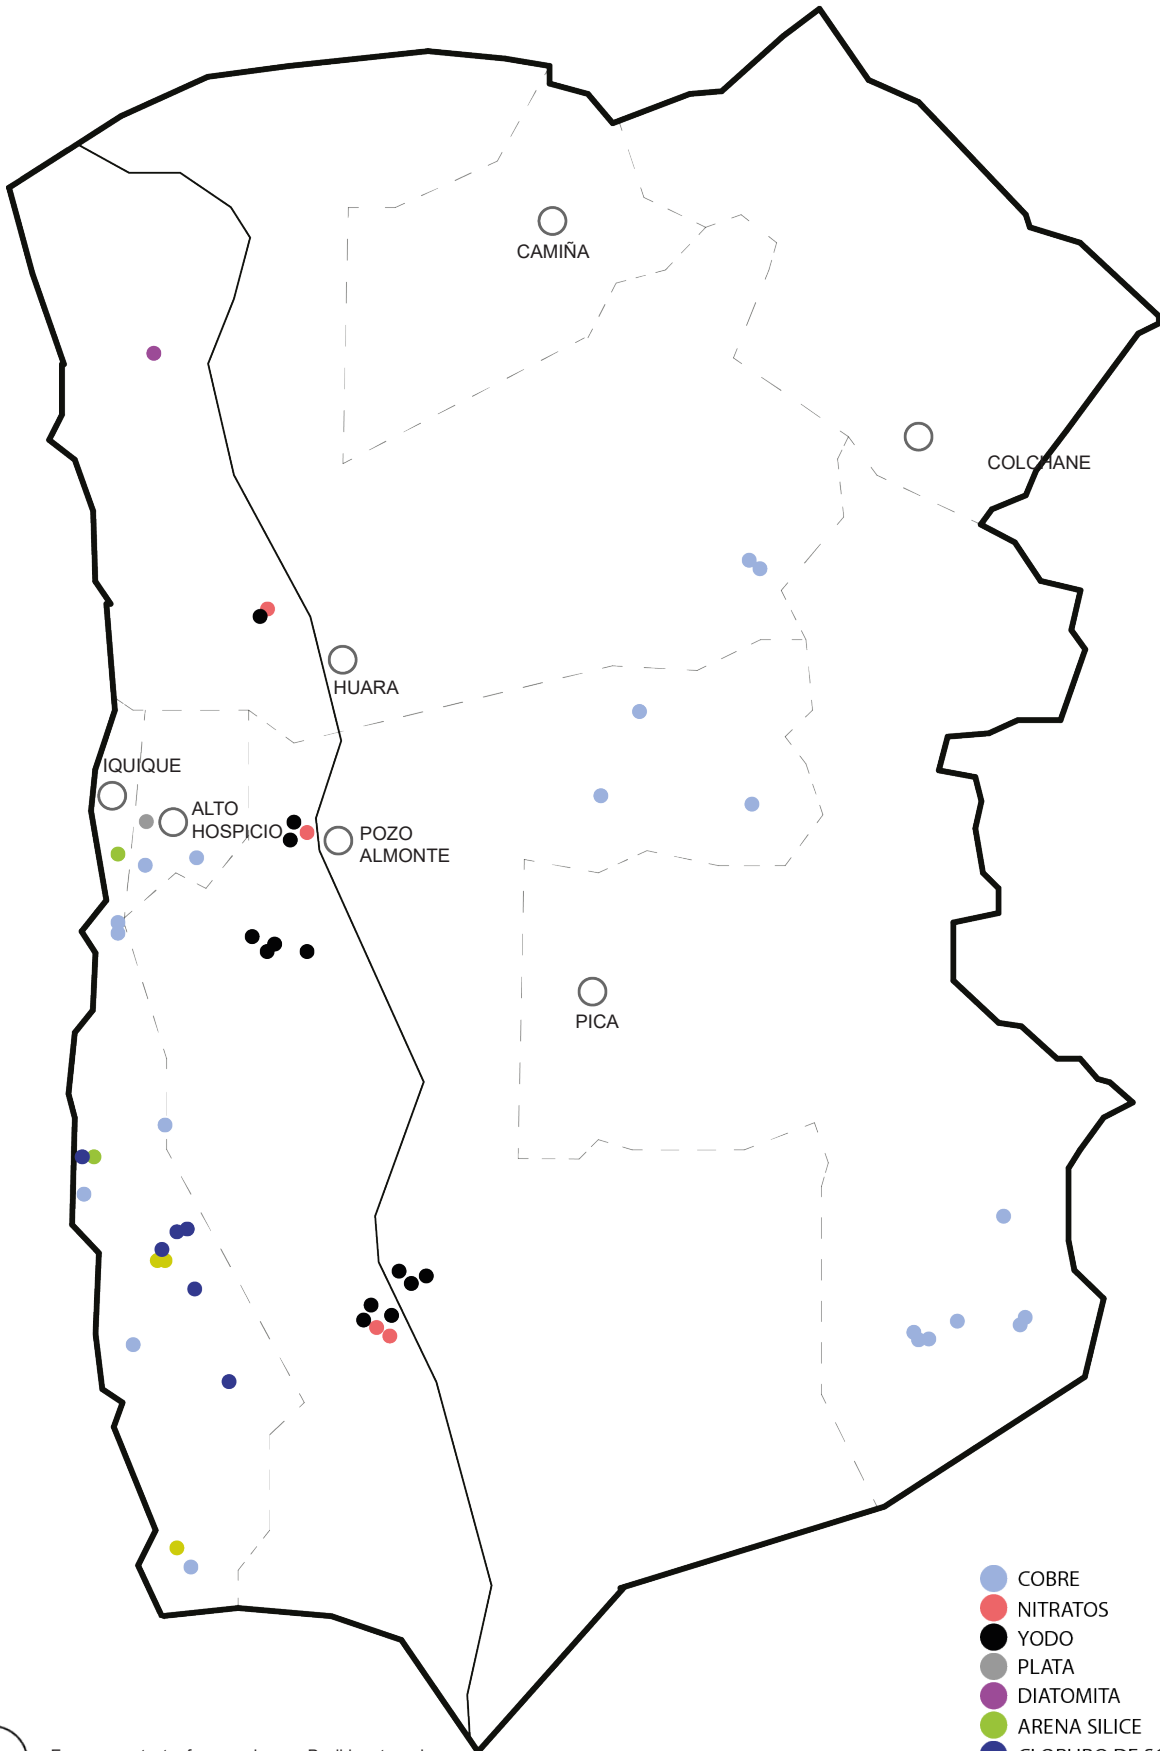 CAMIÑA
COLCHANE
HUARA
IQUIQUE
ALTO
HOSPICIO
POZO
ALMONTE
PICA
COBRE
NITRATOS
YODO
PLATA
DIATOMITA
ARENA SILICE